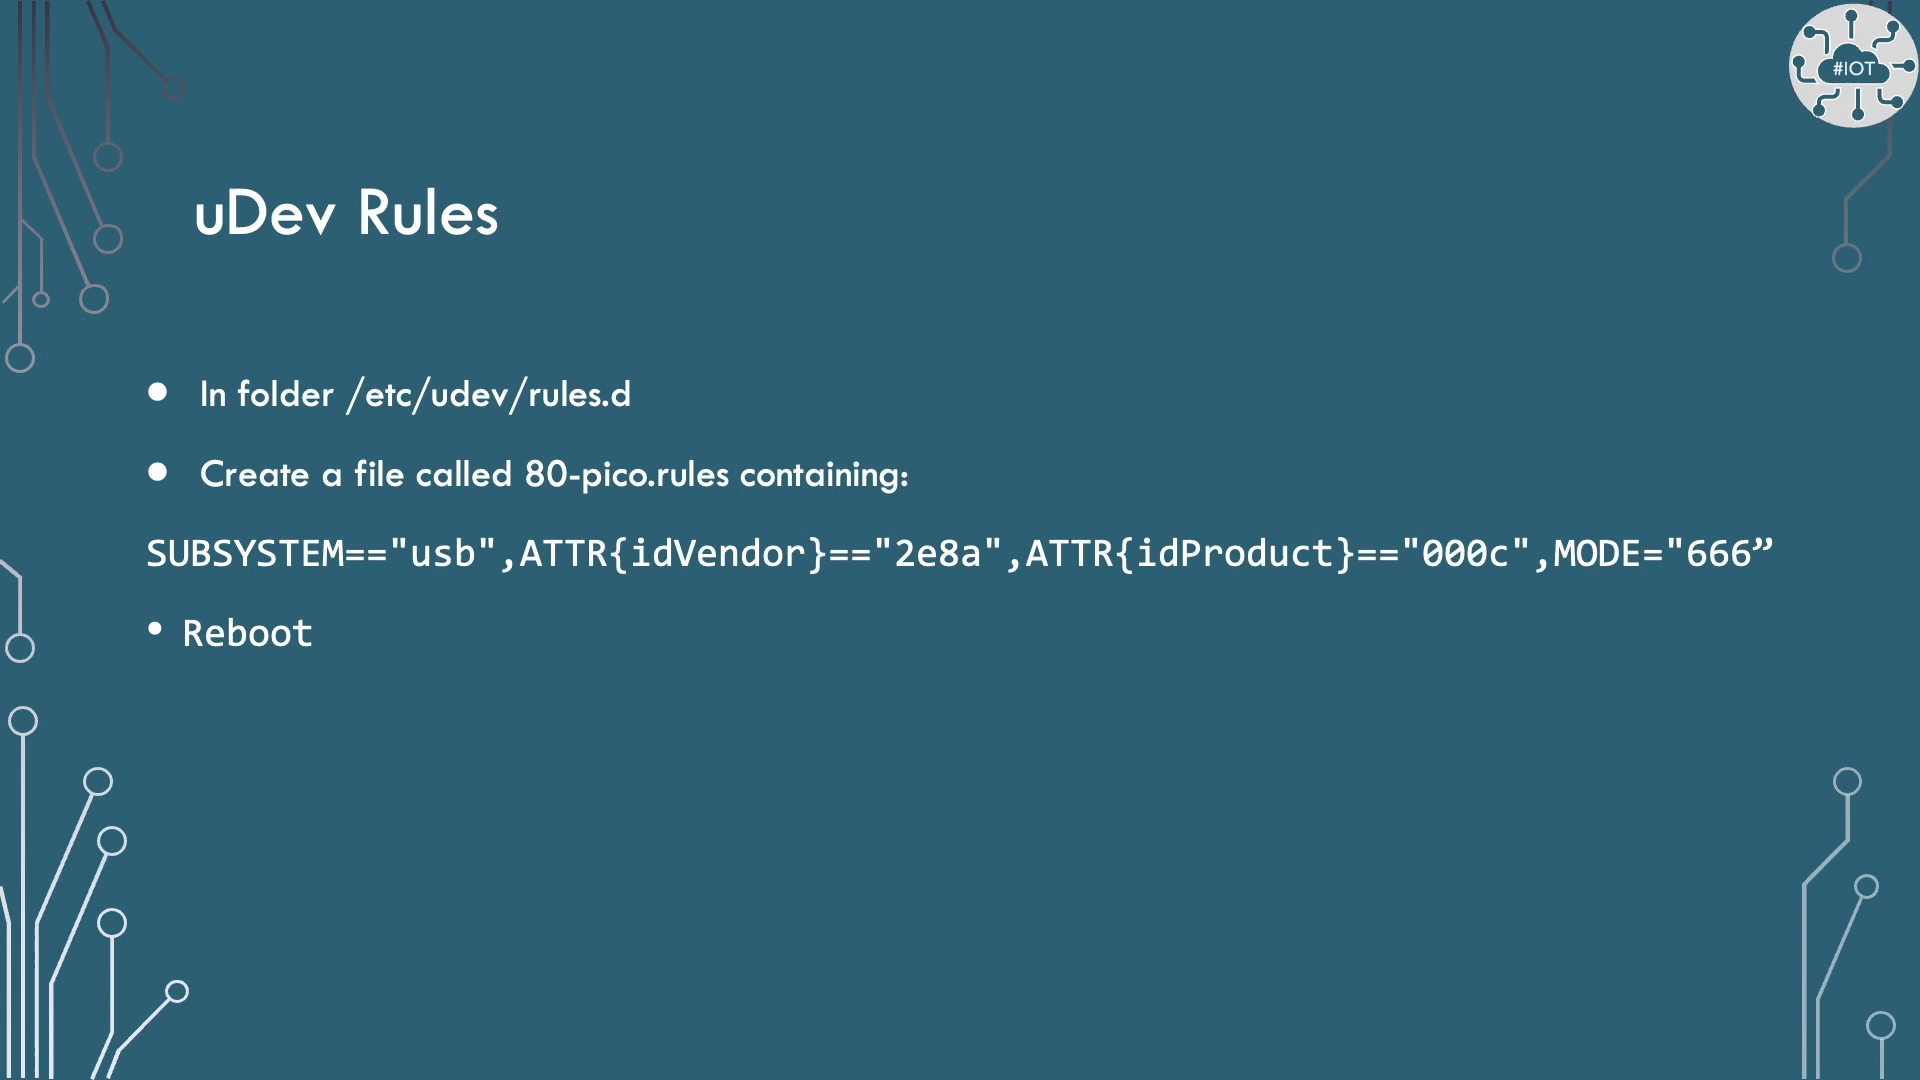 #IOT
uDev Rules
• In folder /etc/udev/rules.d
• Create a file called 80-pico.rules containing:
SUBSYSTEM=="usb",ATTR{idVendor}=="2e8a",ATTR{idProduct}=="000c",MODE="666”
• Reboot